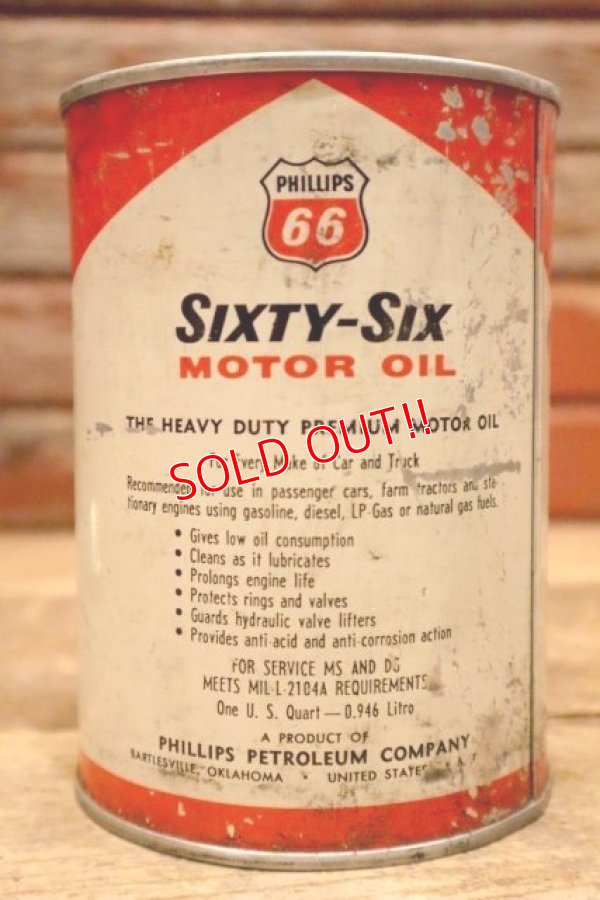 PHILLIPS
66
SIXTY-SIX
MOTOR OIL
THE HEAVY DUTY PREMIUM MOTOR OIL
SOLD OUT!!
For Every Make of Car and Truck
Recommended for use in passenger cars, farm tractors and sta
tionary engines using gasoline, diesel, LP-Gas or natural gas fuels.
• Gives low oil consumption
• Cleans as it lubricates
• Prolongs engine life
• Protects rings and valves
• Guards hydraulic valve lifters
• Provides anti-acid and anti-corrosion action
FOR SERVICE MS AND DG
MEETS MIL-L-2104A REQUIREMENTS
One U. S. Quart — 0.946 Litro
A PRODUCT OF
PHILLIPS PETROLEUM COMPANY
BARTLESVILLE, OKLAHOMA • UNITED STATES